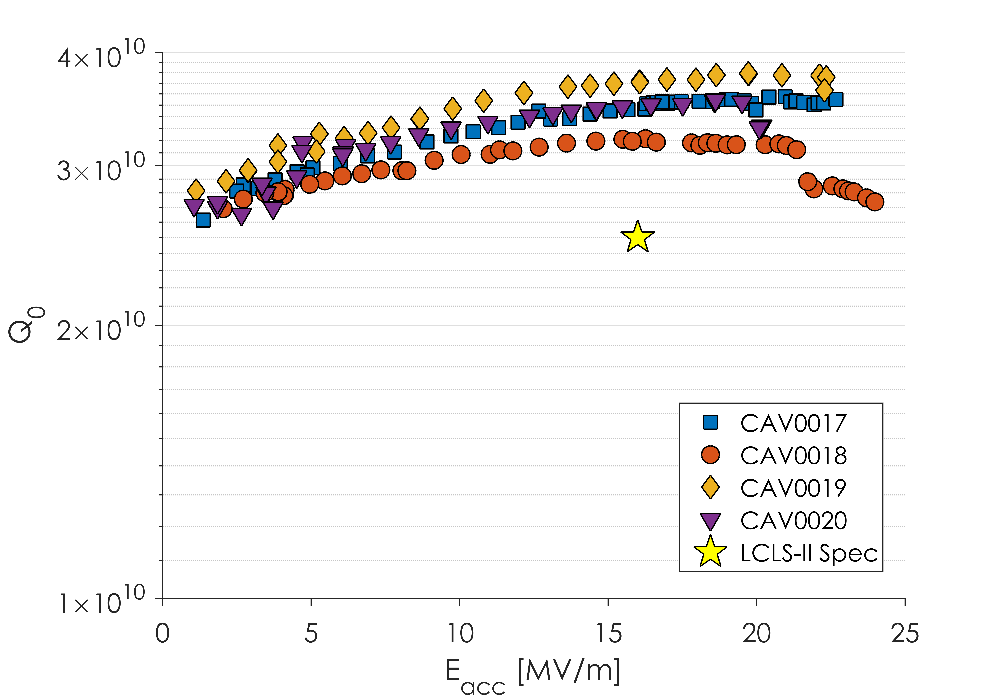 4×10^10
3×10^10
2×10^10
1×10^10
Q_0
0 5 10 15 20 25
E_acc [MV/m]
CAV0017
CAV0018
CAV0019
CAV0020
LCLS-II Spec